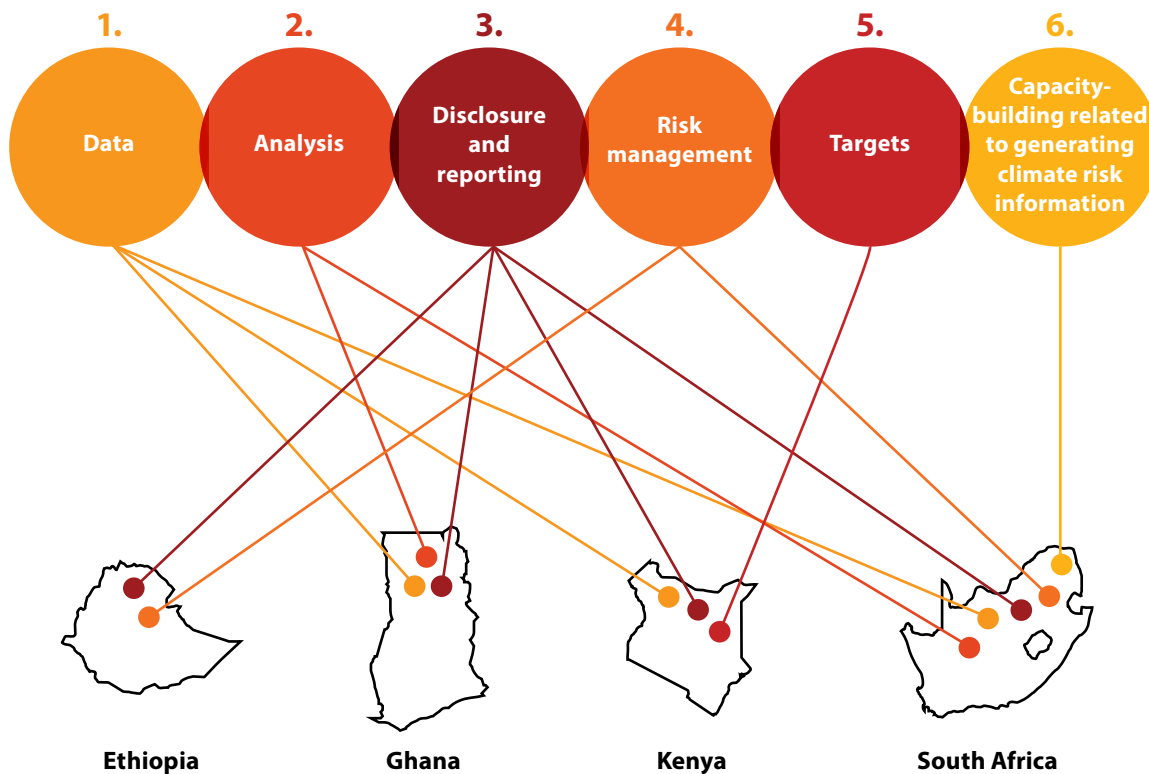 1.
2.
3.
4.
5.
6.
Data
Analysis
Disclosure
and
reporting
Risk
management
Targets
Capacity-
building related
to generating
climate risk
information
Ethiopia
Ghana
Kenya
South Africa